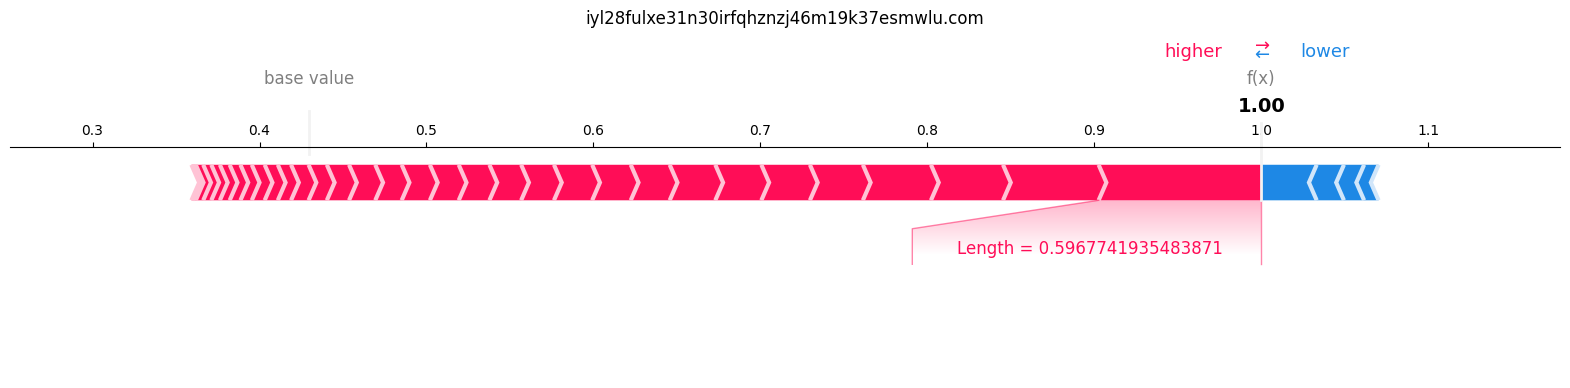 iyl28fulxe31n30irfqhznzj46m19k37esmwlu.com
higher ⇄ lower
base value f(x)
1.00
0.3 0.4 0.5 0.6 0.7 0.8 0.9 1.0 1.1
Length = 0.5967741935483871